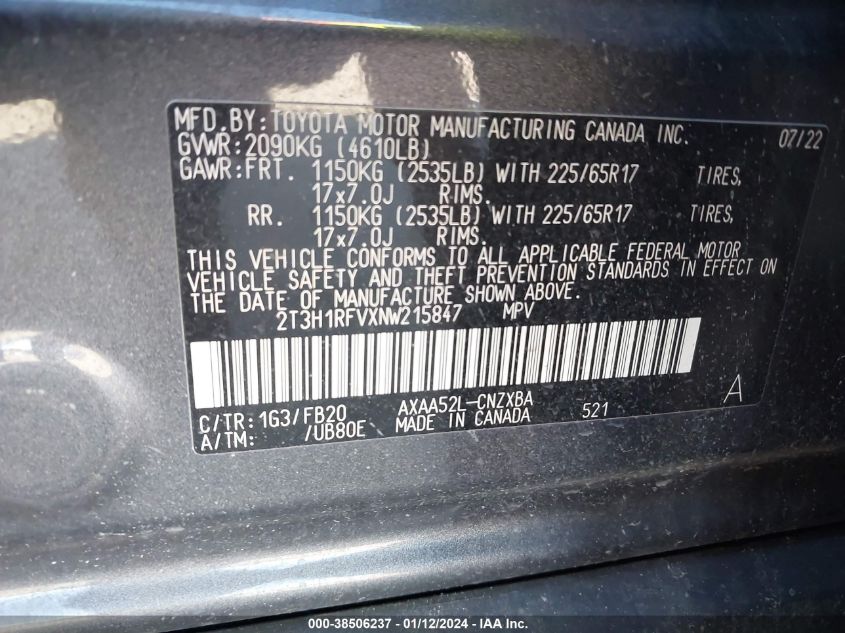 MFD.BY:TOYOTA MOTOR MANUFACTURING CANADA INC. 07/22
GVWR:2090KG (4610LB)
GAWR:FRT. 1150KG (2535LB) WITH 225/65R17 TIRES,
17x7.0J RIMS.
RR. 1150KG (2535LB) WITH 225/65R17 TIRES,
17x7.0J RIMS.
THIS VEHICLE CONFORMS TO ALL APPLICABLE FEDERAL MOTOR
VEHICLE SAFETY AND THEFT PREVENTION STANDARDS IN EFFECT ON
THE DATE OF MANUFACTURE SHOWN ABOVE.
2T3H1RFVXNW215847 MPV
C/TR:1G3/FB20 AXAA52L-CNZXBA 521 A
A/TM: /UB80E MADE IN CANADA
000-38506237 - 01/12/2024 - IAA Inc.